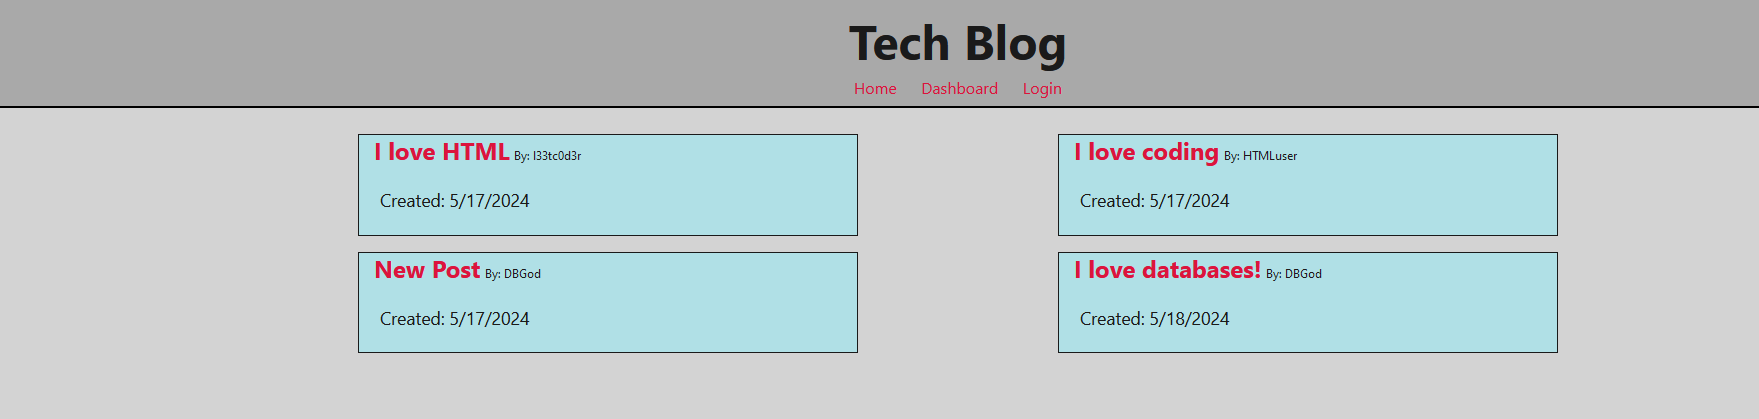 Tech Blog
Home Dashboard Login
I love HTML By: l33tc0d3r
Created: 5/17/2024
I love coding By: HTMLuser
Created: 5/17/2024
New Post By: DBGod
Created: 5/17/2024
I love databases! By: DBGod
Created: 5/18/2024